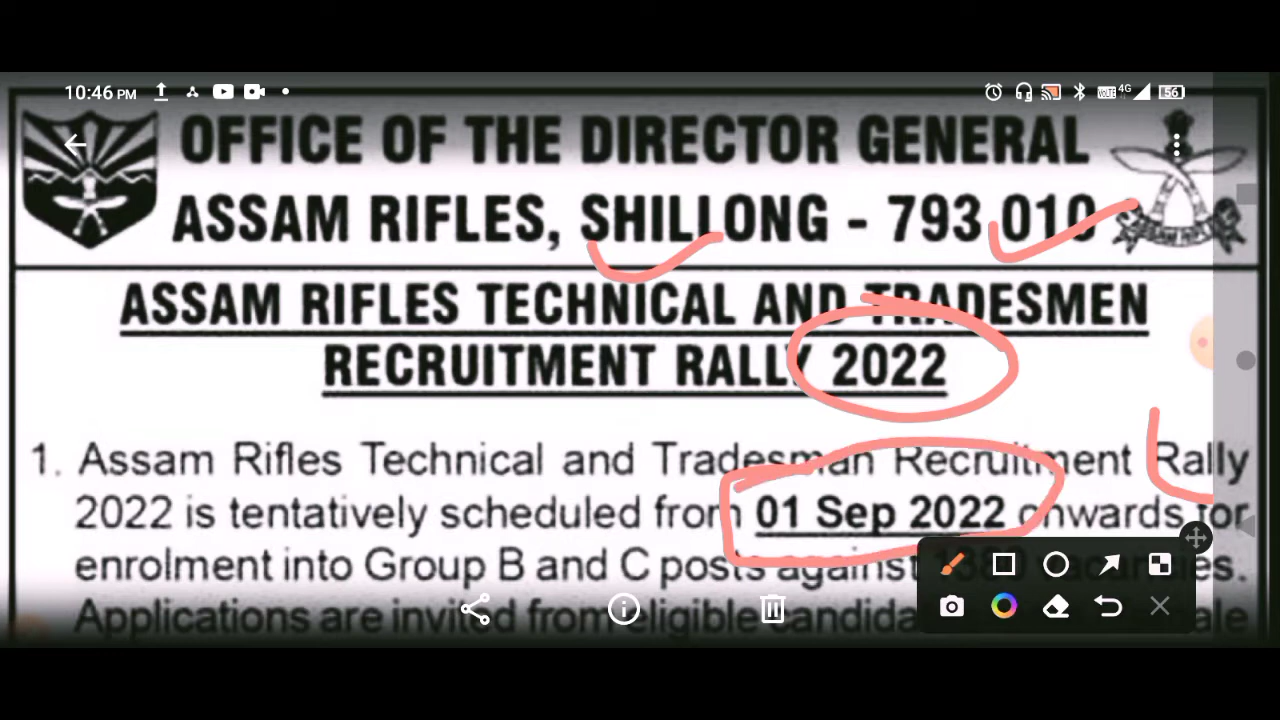 10:46 PM 4G 56
OFFICE OF THE DIRECTOR GENERAL
ASSAM RIFLES, SHILLONG - 793 010
ASSAM RIFLES TECHNICAL AND TRADESMEN
RECRUITMENT RALLY 2022
1. Assam Rifles Technical and Tradesman Recruitment Rally
2022 is tentatively scheduled from 01 Sep 2022 onwards for
enrolment into Group B and C posts against
Applications are invited from eligible